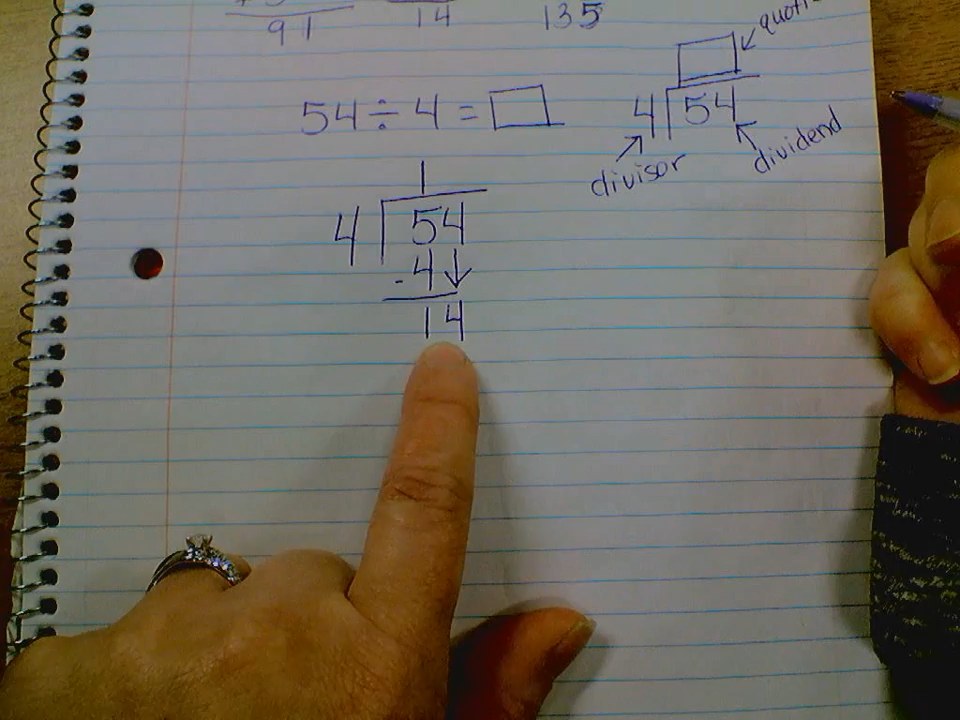 91 14 135
quoti
54 ÷ 4 = 4 54
divisor dividend
1
4 54
- 4 ↓
14